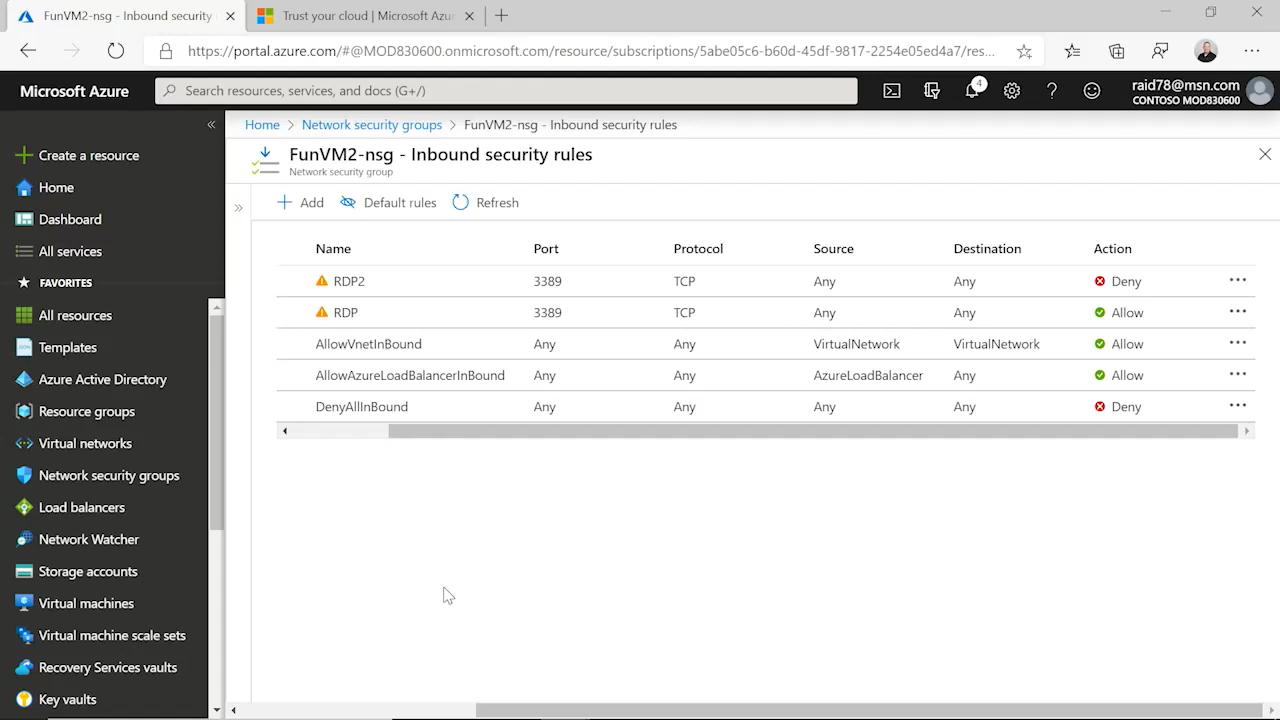 FunVM2-nsg - Inbound security
Trust your cloud | Microsoft Azur
https://portal.azure.com/#@MOD830600.onmicrosoft.com/resource/subscriptions/5abe05c6-b60d-45df-9817-2254e05ed4a7/res...
Microsoft Azure
Search resources, services, and docs (G+/)
4
raid78@msn.com
CONTOSO MOD830600
Home > Network security groups > FunVM2-nsg - Inbound security rules
FunVM2-nsg - Inbound security rules
Network security group
Add Default rules Refresh
Name Port Protocol Source Destination Action
RDP2 3389 TCP Any Any Deny
RDP 3389 TCP Any Any Allow
AllowVnetInBound Any Any VirtualNetwork VirtualNetwork Allow
AllowAzureLoadBalancerInBound Any Any AzureLoadBalancer Any Allow
DenyAllInBound Any Any Any Any Deny
Create a resource
Home
Dashboard
All services
FAVORITES
All resources
Templates
Azure Active Directory
Resource groups
Virtual networks
Network security groups
Load balancers
Network Watcher
Storage accounts
Virtual machines
Virtual machine scale sets
Recovery Services vaults
Key vaults